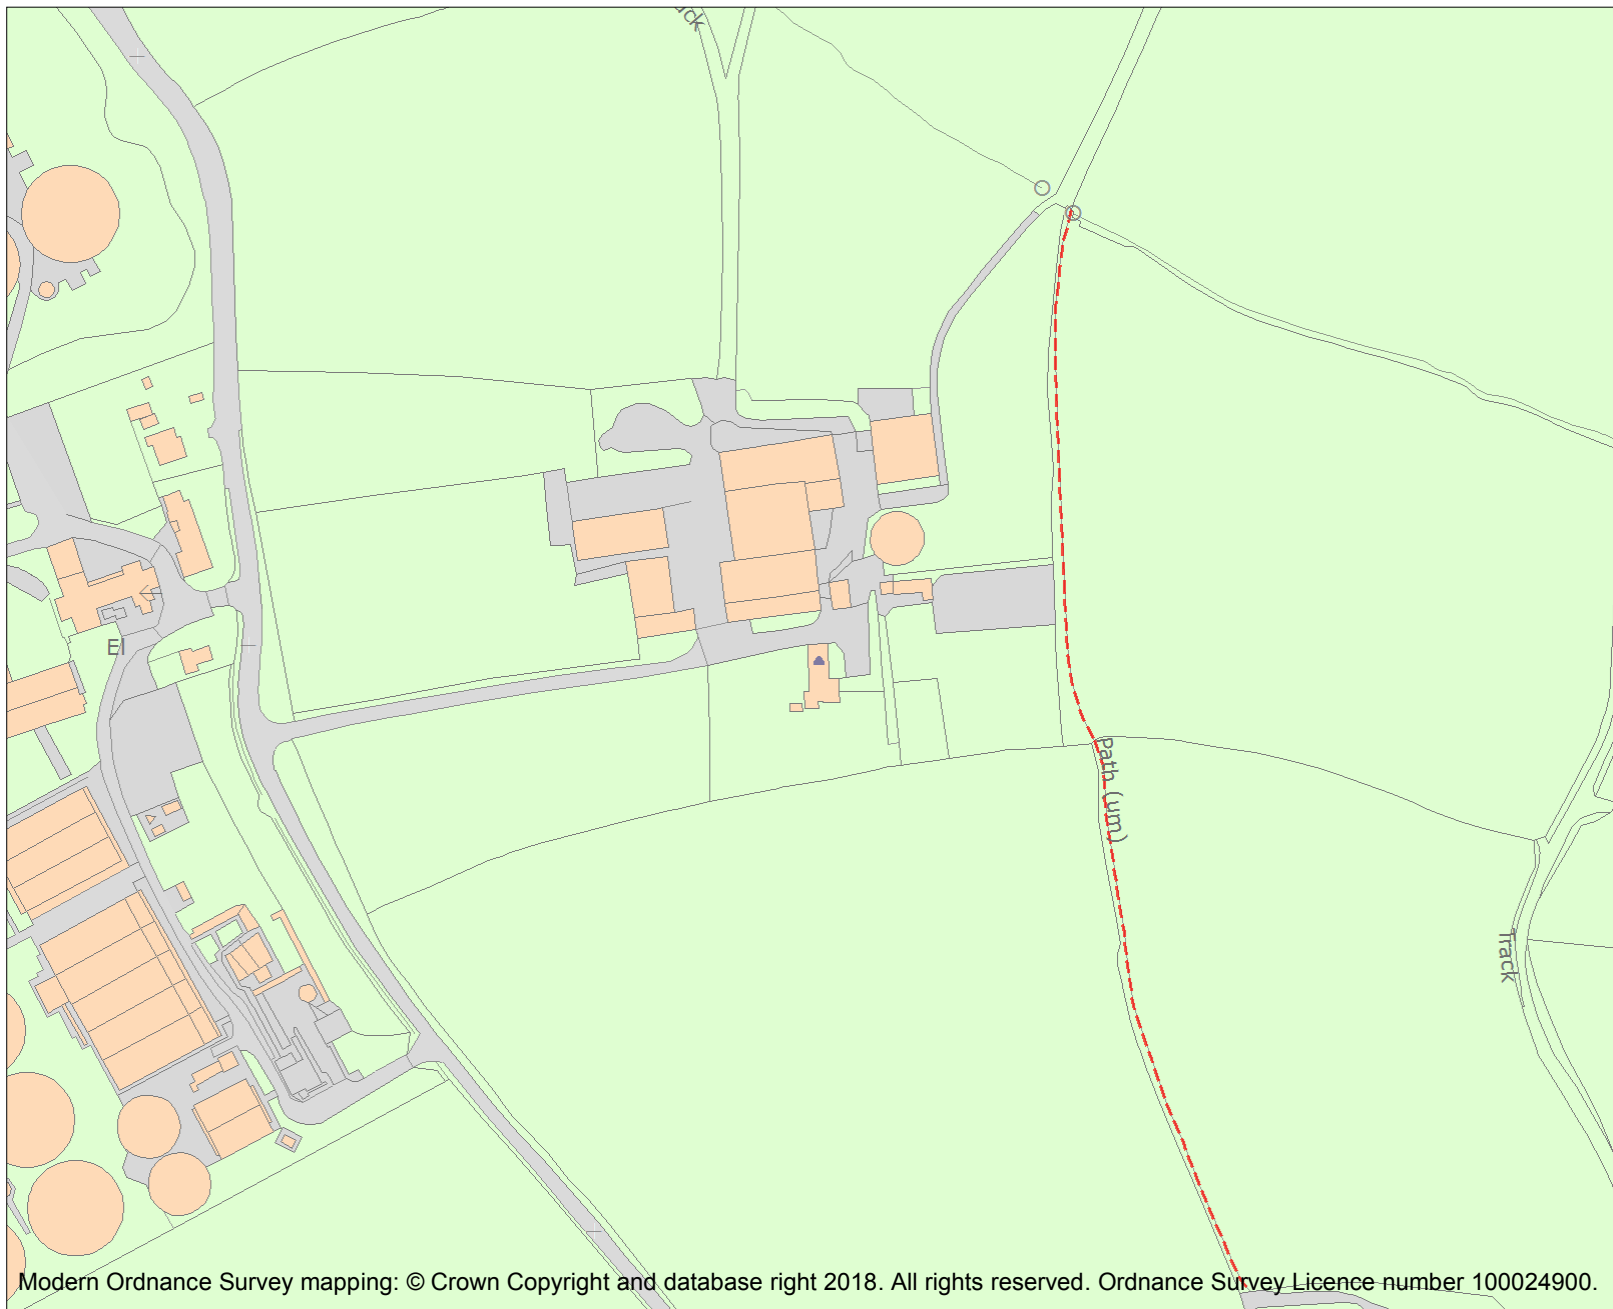 El
Path (um)
Track
Modern Ordnance Survey mapping: © Crown Copyright and database right 2018. All rights reserved. Ordnance Survey Licence number 100024900.